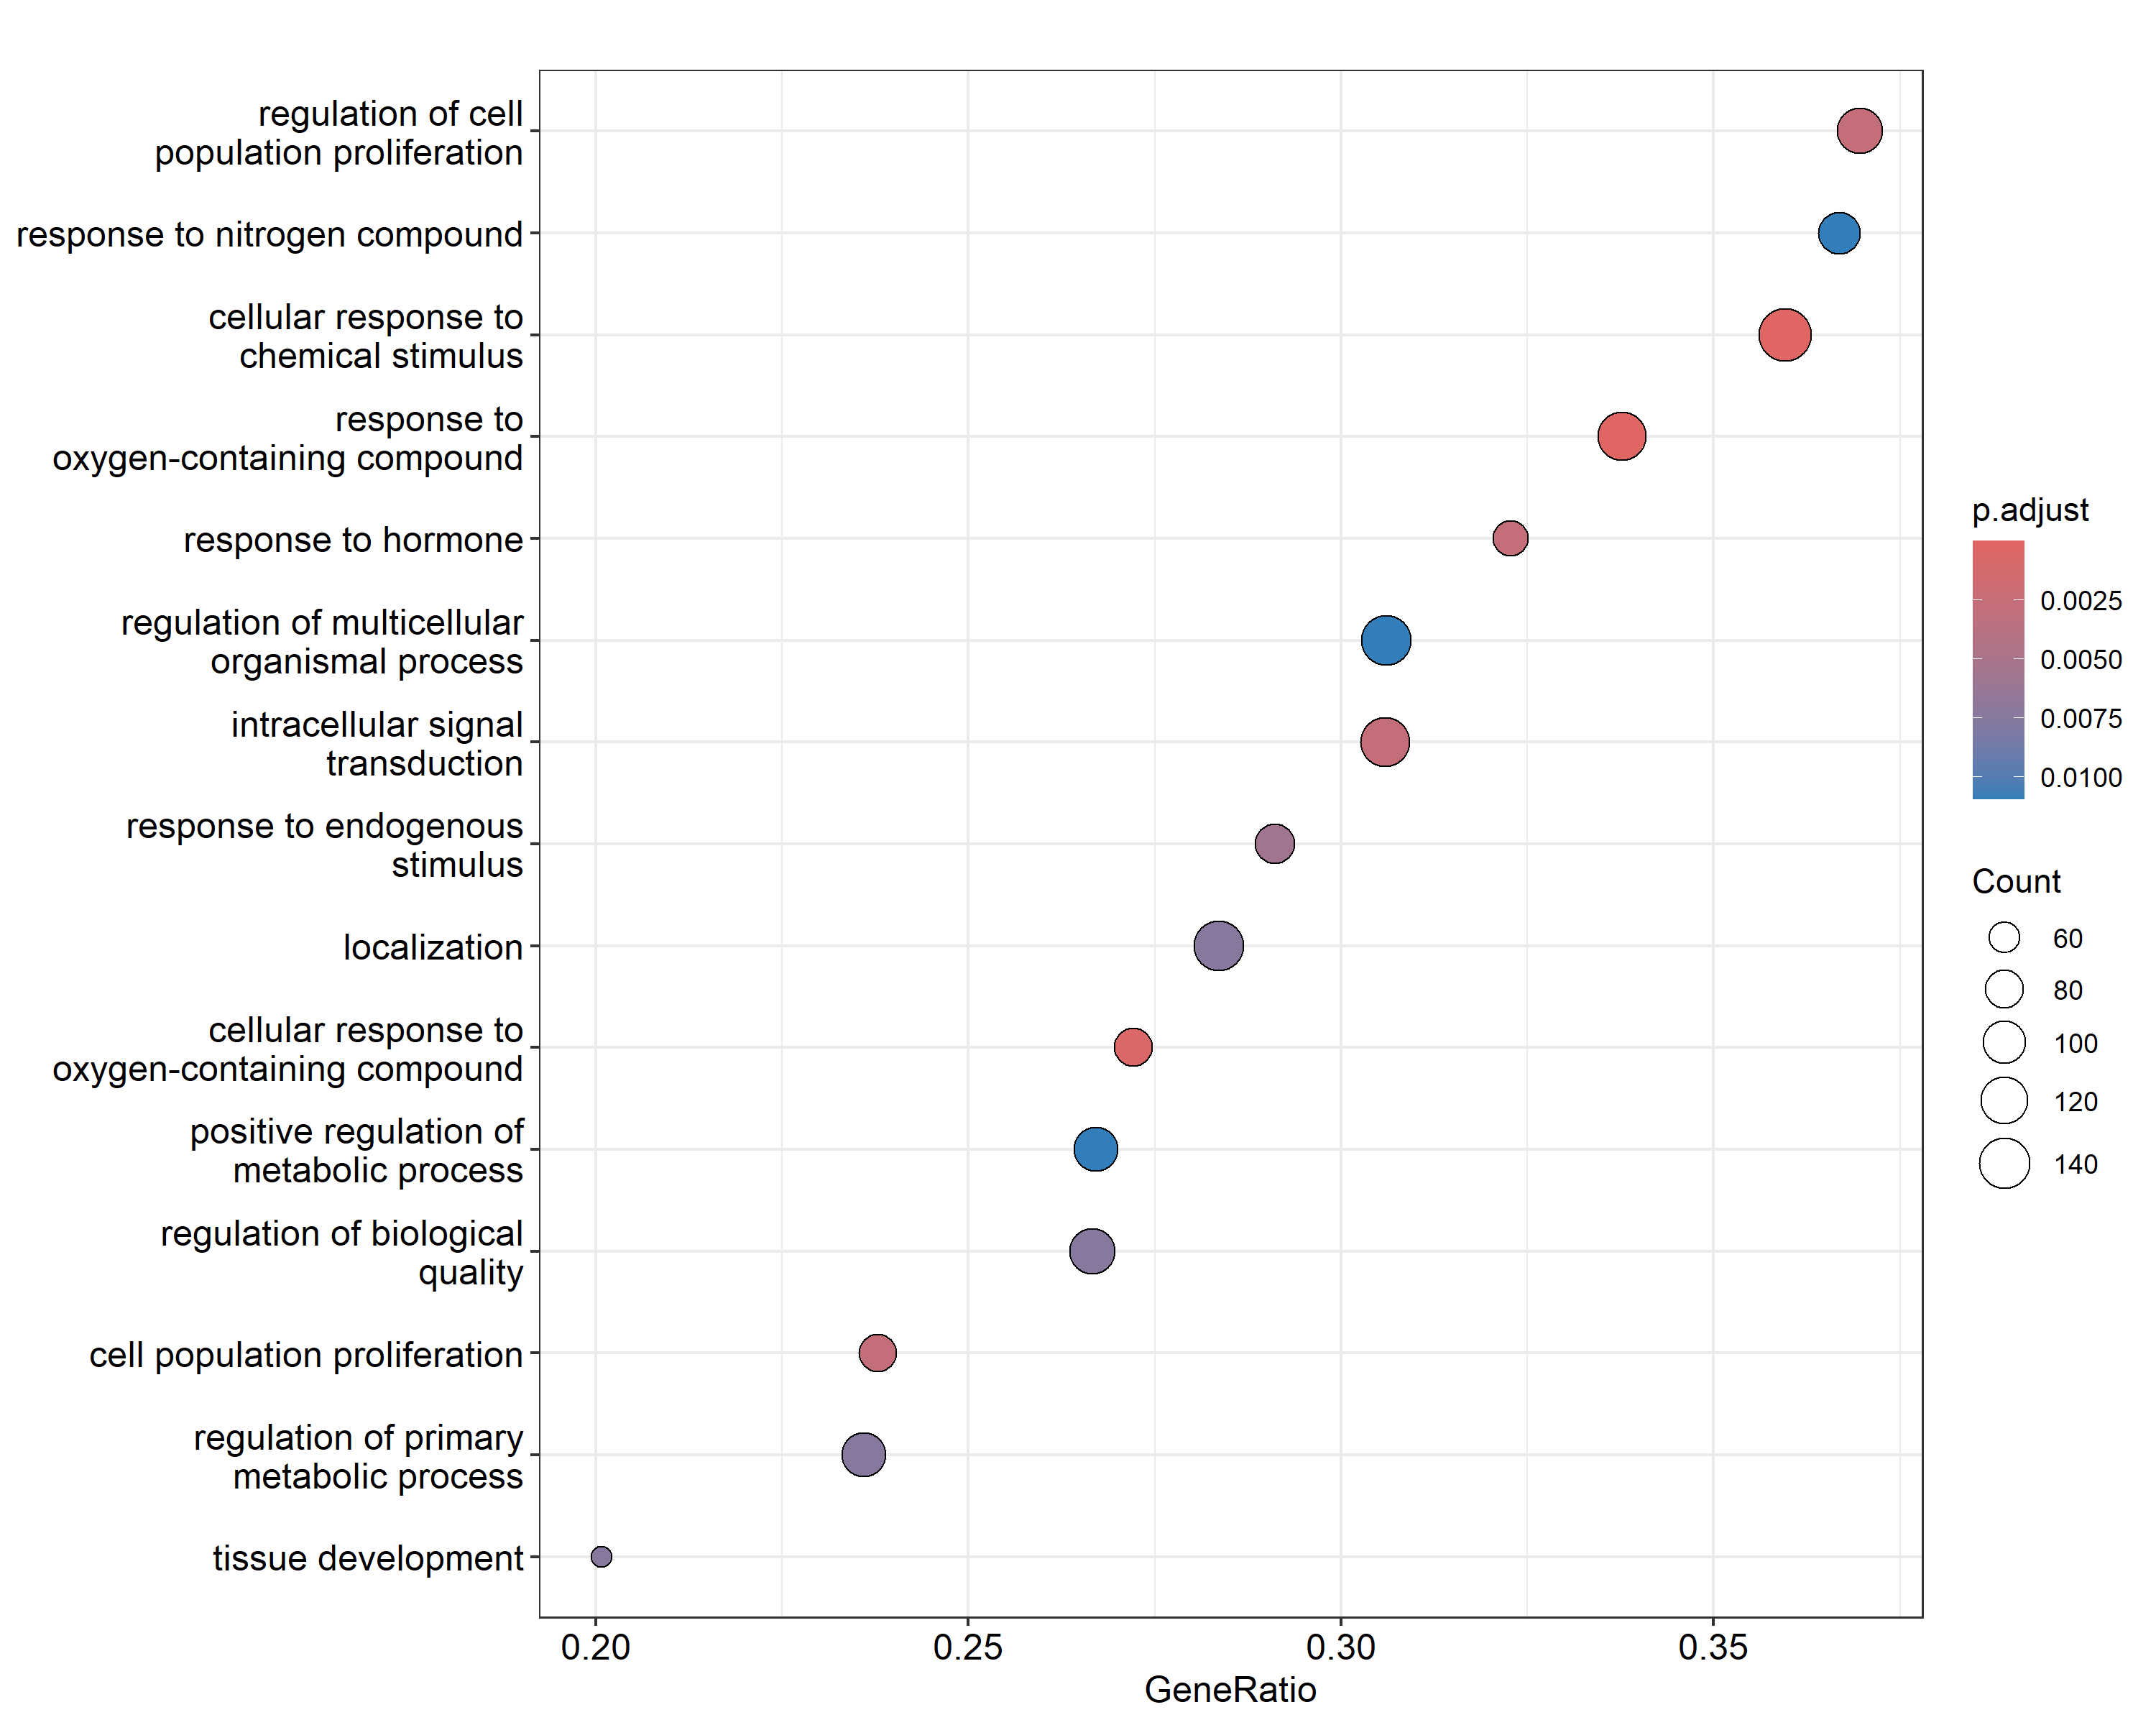 regulation of cell
population proliferation
response to nitrogen compound
cellular response to
chemical stimulus
response to
oxygen-containing compound
response to hormone
regulation of multicellular
organismal process
intracellular signal
transduction
response to endogenous
stimulus
localization
cellular response to
oxygen-containing compound
positive regulation of
metabolic process
regulation of biological
quality
cell population proliferation
regulation of primary
metabolic process
tissue development
0.20 0.25 0.30 0.35
GeneRatio
p.adjust
0.0025
0.0050
0.0075
0.0100
Count
60
80
100
120
140